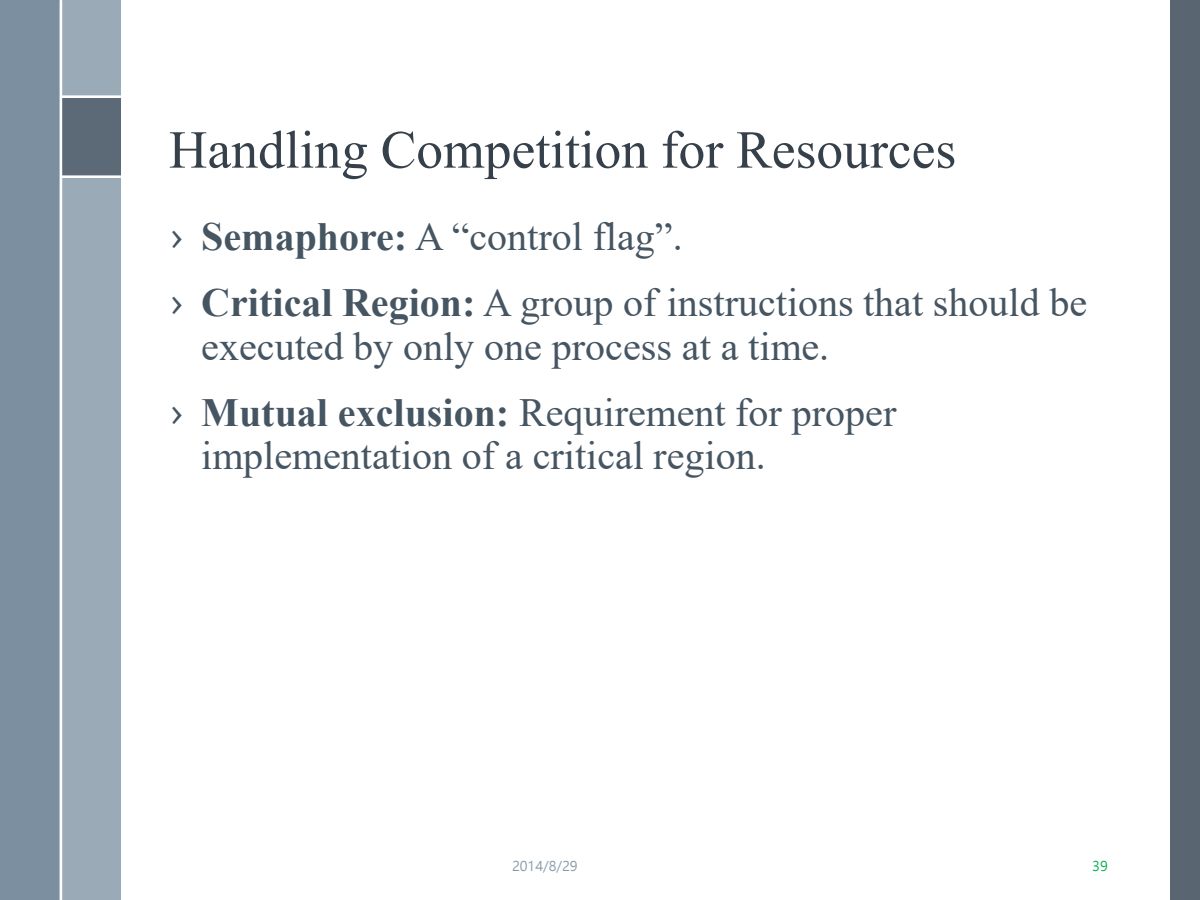 Handling Competition for Resources
› Semaphore: A “control flag”.
› Critical Region: A group of instructions that should be
executed by only one process at a time.
› Mutual exclusion: Requirement for proper
implementation of a critical region.
2014/8/29
39